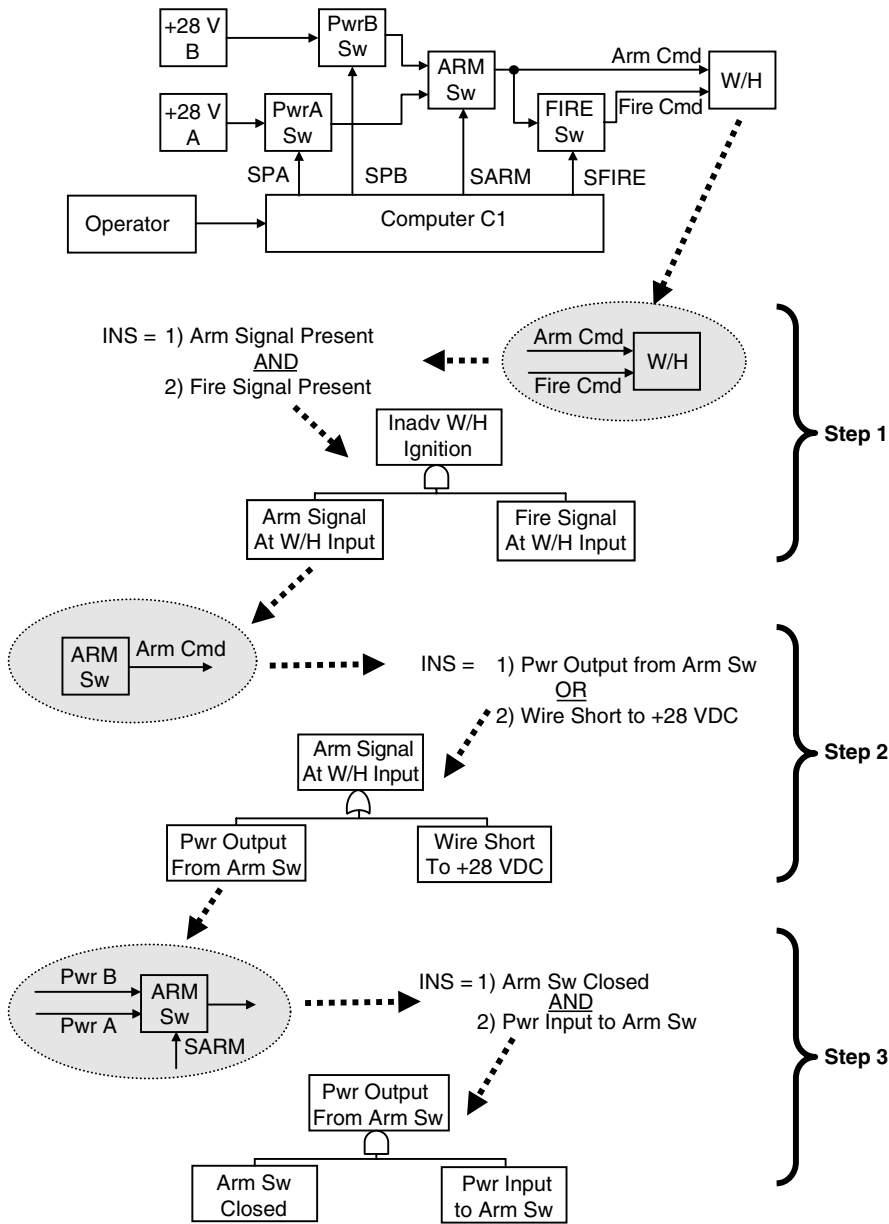 +28 V
B
PwrB
Sw
+28 V
A
PwrA
Sw
ARM
Sw
Arm Cmd
W/H
FIRE
Sw
Fire Cmd
SPA
SPB
SARM
SFIRE
Operator
Computer C1
INS = 1) Arm Signal Present
AND
2) Fire Signal Present
Arm Cmd
W/H
Fire Cmd
Inadv W/H
Ignition
Arm Signal
At W/H Input
Fire Signal
At W/H Input
Step 1
ARM
Sw
Arm Cmd
INS = 1) Pwr Output from Arm Sw
OR
2) Wire Short to +28 VDC
Arm Signal
At W/H Input
Pwr Output
From Arm Sw
Wire Short
To +28 VDC
Step 2
Pwr B
Pwr A
ARM
Sw
SARM
INS = 1) Arm Sw Closed
AND
2) Pwr Input to Arm Sw
Pwr Output
From Arm Sw
Arm Sw
Closed
Pwr Input
to Arm Sw
Step 3